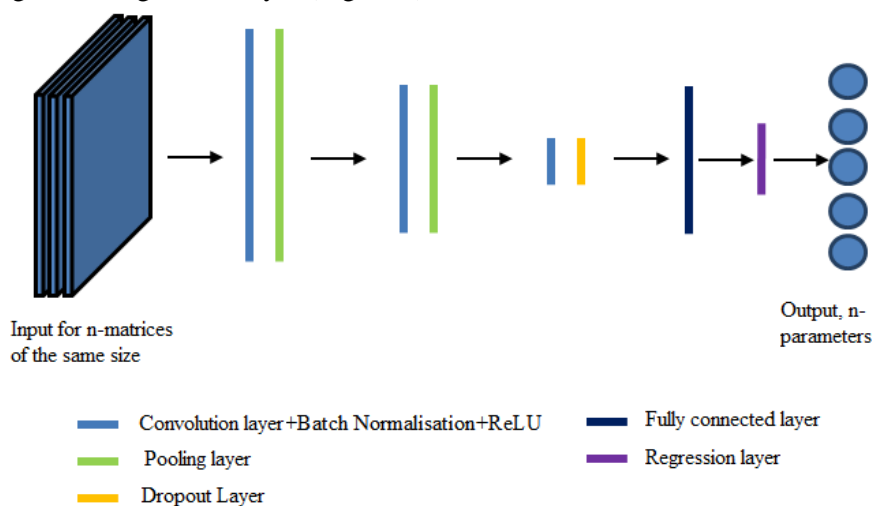 Input for n-matrices
of the same size
Output, n-
parameters
Convolution layer+Batch Normalisation+ReLU
Fully connected layer
Pooling layer
Regression layer
Dropout Layer